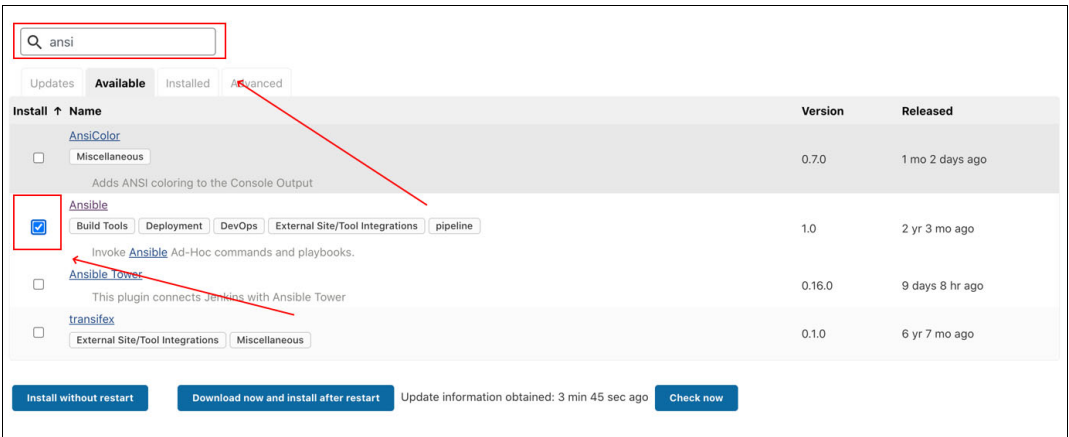 ansi
Updates Available Installed Advanced
Install ↑ Name Version Released
AnsiColor
Miscellaneous
0.7.0 1 mo 2 days ago
Adds ANSI coloring to the Console Output
Ansible
Build Tools Deployment DevOps External Site/Tool Integrations pipeline
1.0 2 yr 3 mo ago
Invoke Ansible Ad-Hoc commands and playbooks.
Ansible Tower
0.16.0 9 days 8 hr ago
This plugin connects Jenkins with Ansible Tower
transifex
0.1.0 6 yr 7 mo ago
External Site/Tool Integrations Miscellaneous
Install without restart Download now and install after restart Update information obtained: 3 min 45 sec ago Check now